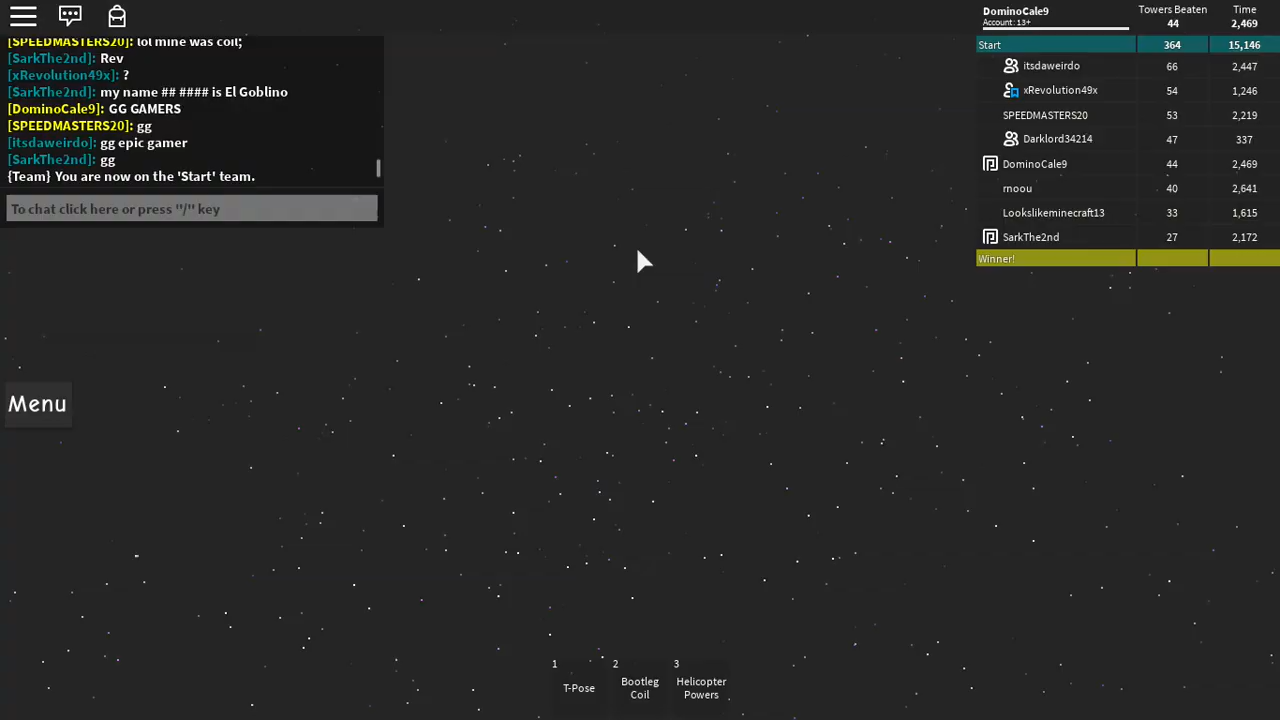 [SPEEDMASTERS20]: lol mine was coil;
[SarkThe2nd]: Rev
[xRevolution49x]: ?
[SarkThe2nd]: my name ## #### is El Goblino
[DominoCale9]: GG GAMERS
[SPEEDMASTERS20]: gg
[itsdaweirdo]: gg epic gamer
[SarkThe2nd]: gg
{Team} You are now on the 'Start' team.
To chat click here or press "/" key
DominoCale9 Towers Beaten Time
Account: 13+ 44 2,469
Start 364 15,146
itsdaweirdo 66 2,447
xRevolution49x 54 1,246
SPEEDMASTERS20 53 2,219
Darklord34214 47 337
DominoCale9 44 2,469
moou 40 2,641
Lookslikeminecraft13 33 1,615
SarkThe2nd 27 2,172
Winner!
Menu
1 2 3
T-Pose Bootleg Coil Helicopter Powers